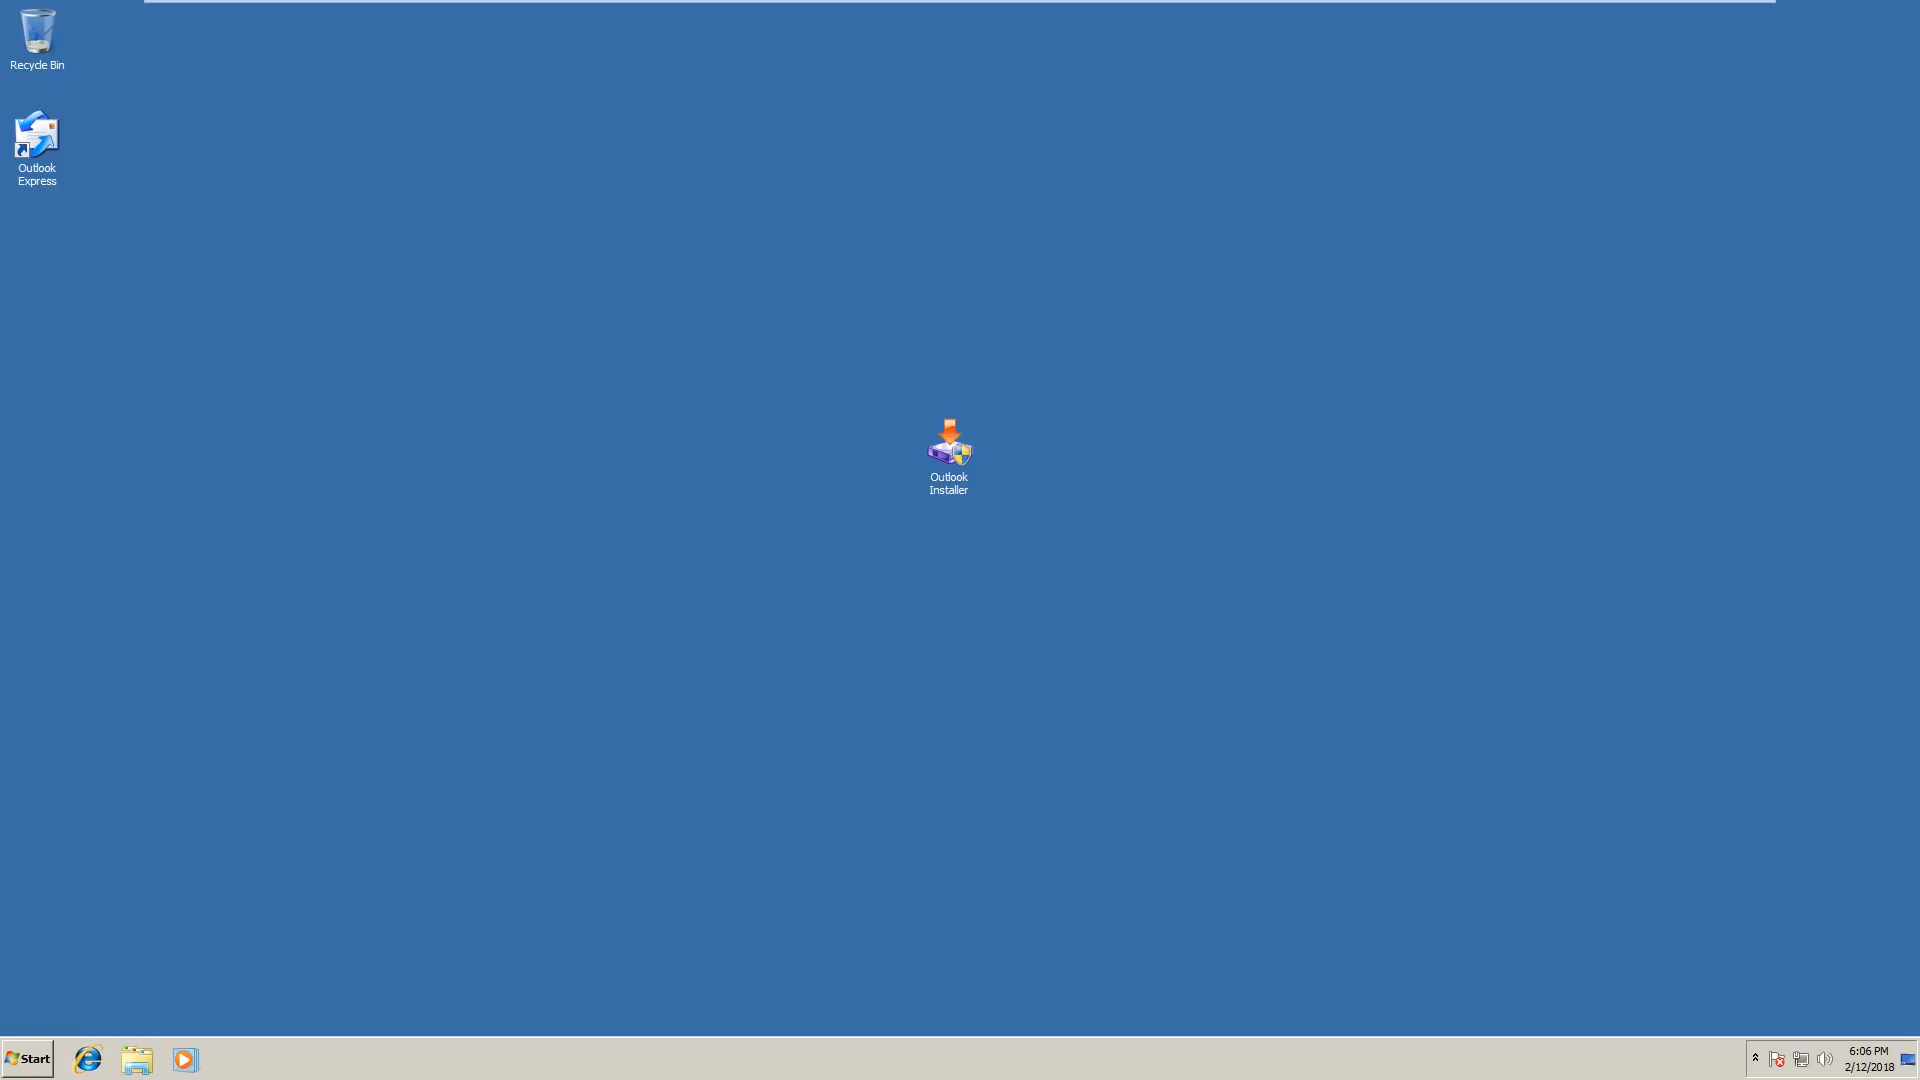 Recycle Bin
Outlook
Express
Outlook
Installer
Start
6:06 PM
2/12/2018